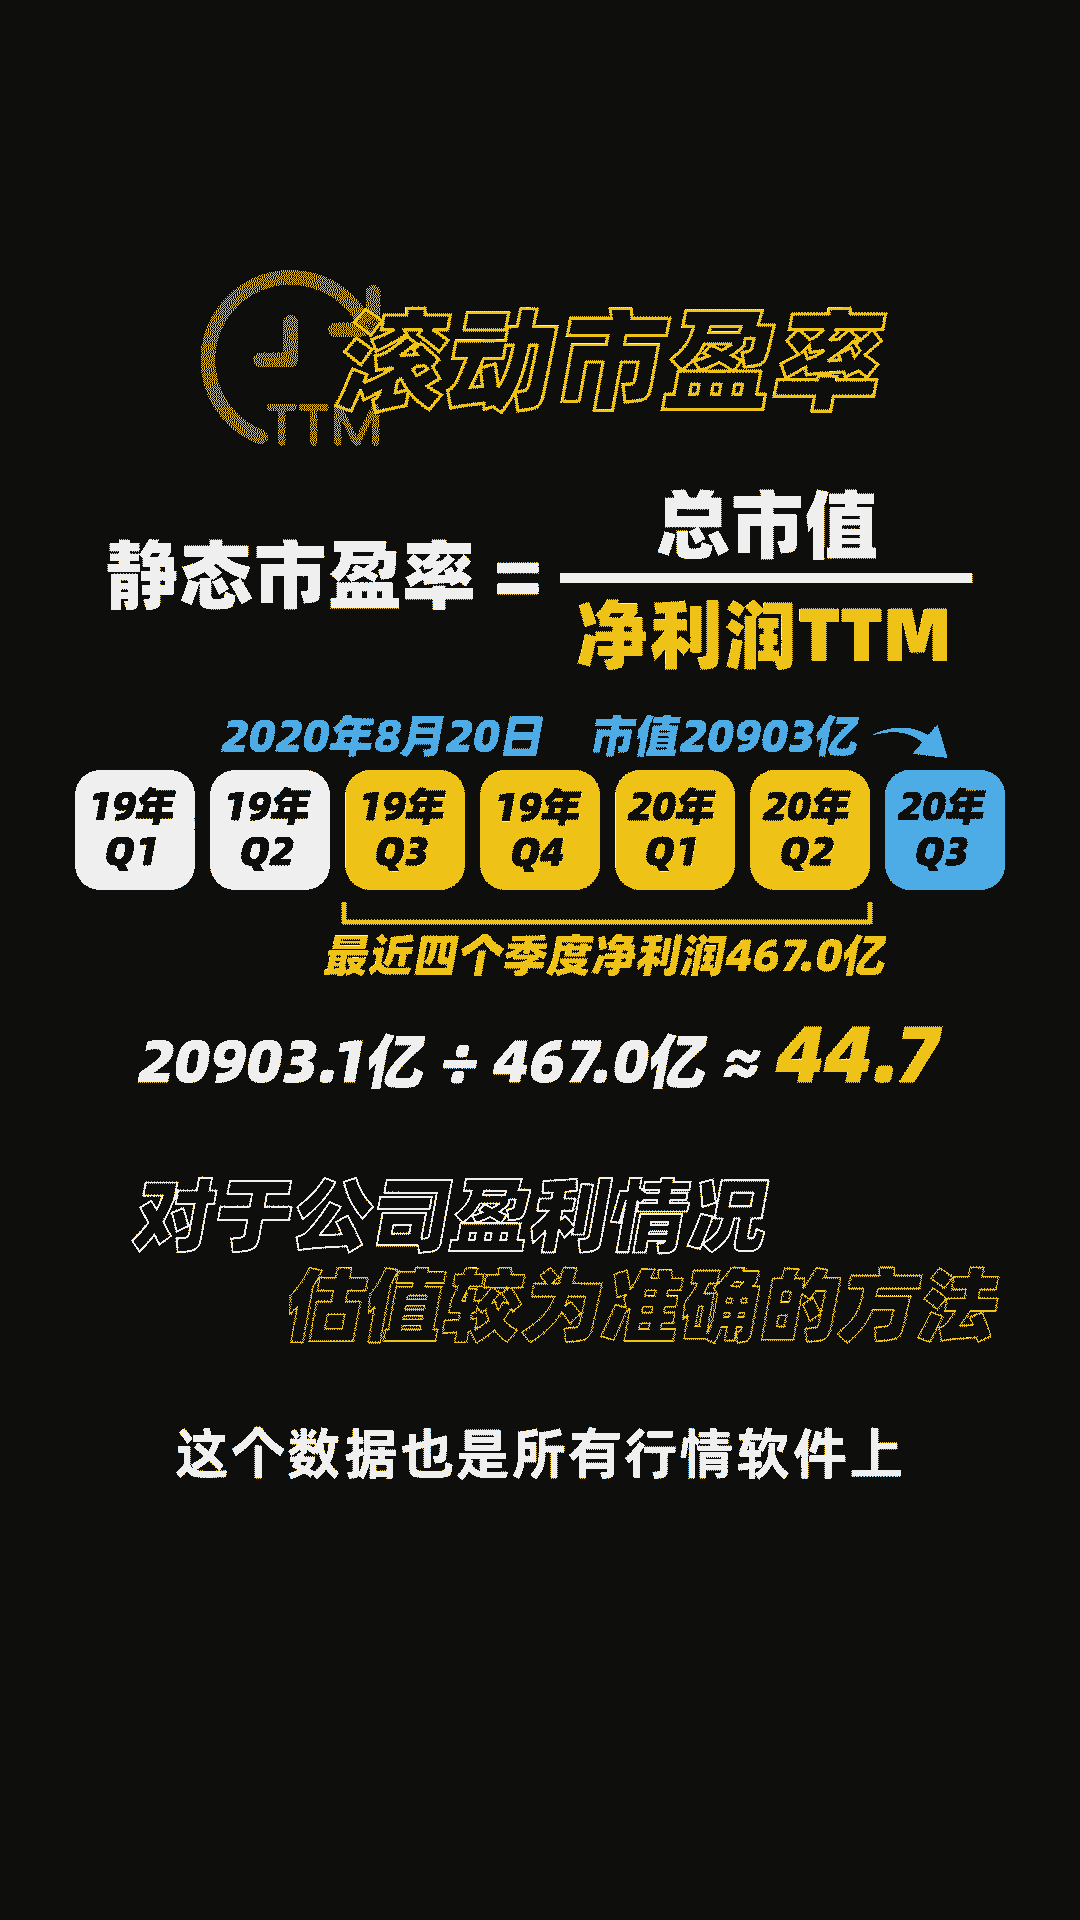 TTM
滚动市盈率
静态市盈率 = 总市值
净利润TTM
2020年8月20日 市值20903亿
19年 Q1
19年 Q2
19年 Q3
19年 Q4
20年 Q1
20年 Q2
20年 Q3
最近四个季度净利润467.0亿
20903.1亿 ÷ 467.0亿 ≈ 44.7
对于公司盈利情况
估值较为准确的方法
这个数据也是所有行情软件上